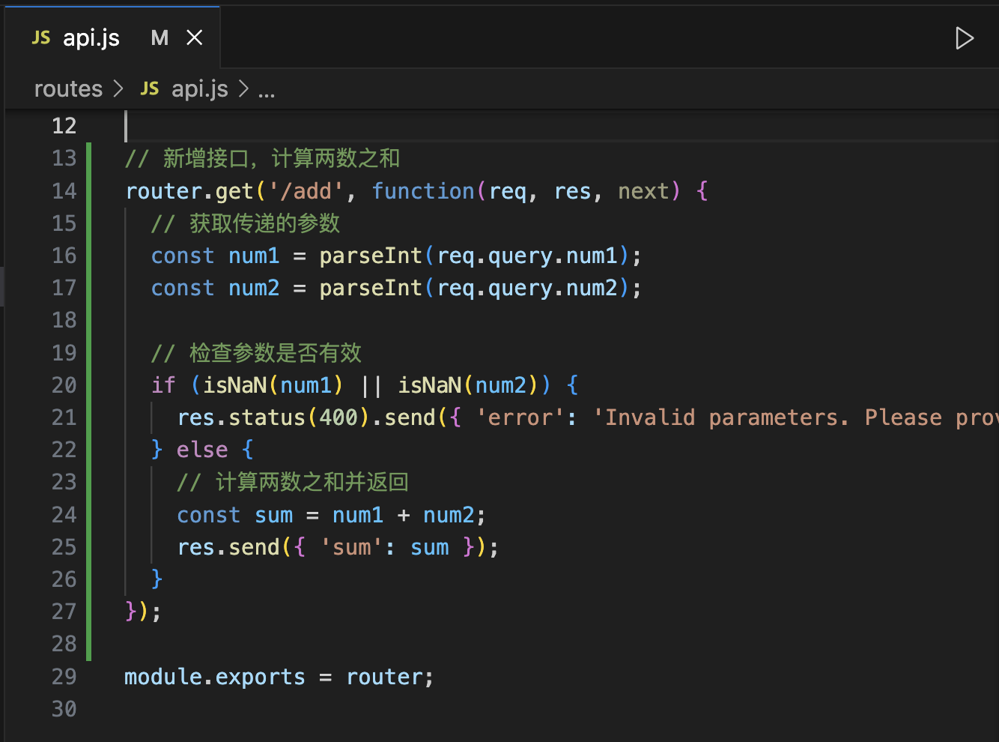 JS api.js M
routes > JS api.js > ...
12
13 // 新增接口，计算两数之和
14 router.get('/add', function(req, res, next) {
15   // 获取传递的参数
16   const num1 = parseInt(req.query.num1);
17   const num2 = parseInt(req.query.num2);
18
19   // 检查参数是否有效
20   if (isNaN(num1) || isNaN(num2)) {
21     res.status(400).send({ 'error': 'Invalid parameters. Please prov
22   } else {
23     // 计算两数之和并返回
24     const sum = num1 + num2;
25     res.send({ 'sum': sum });
26   }
27 });
28
29 module.exports = router;
30